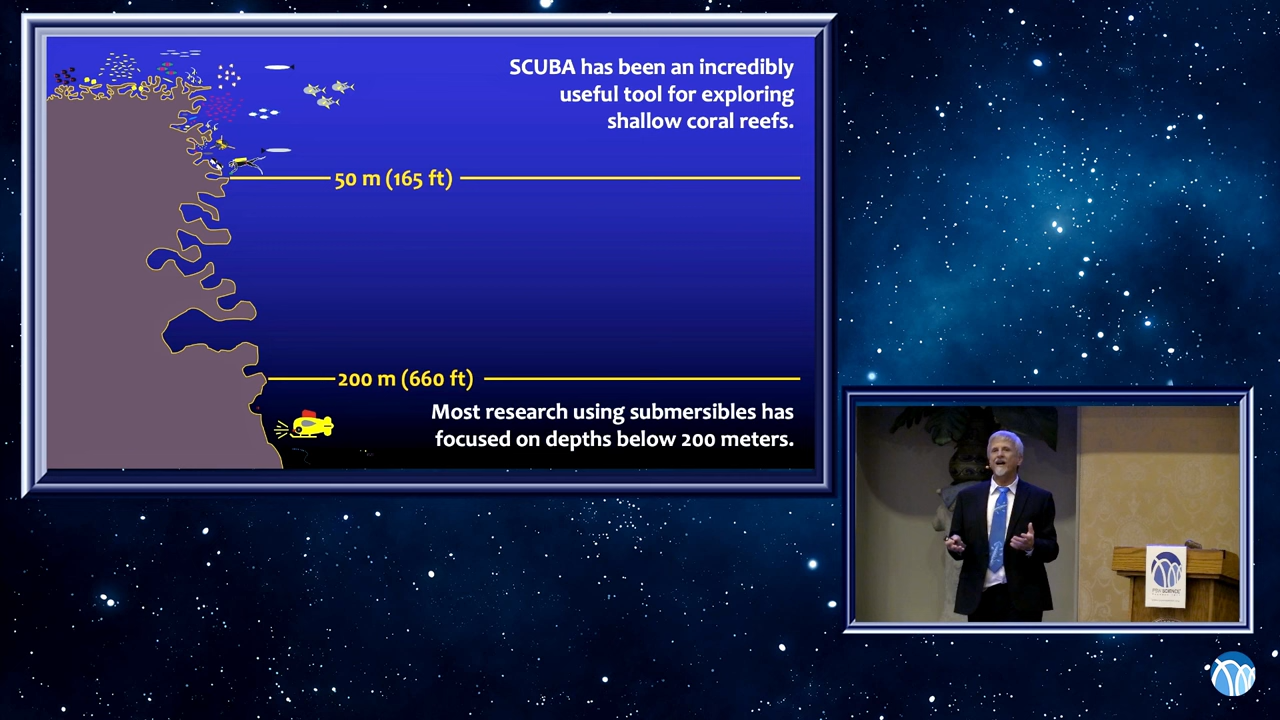 SCUBA has been an incredibly
useful tool for exploring
shallow coral reefs.
50 m (165 ft)
200 m (660 ft)
Most research using submersibles has
focused on depths below 200 meters.